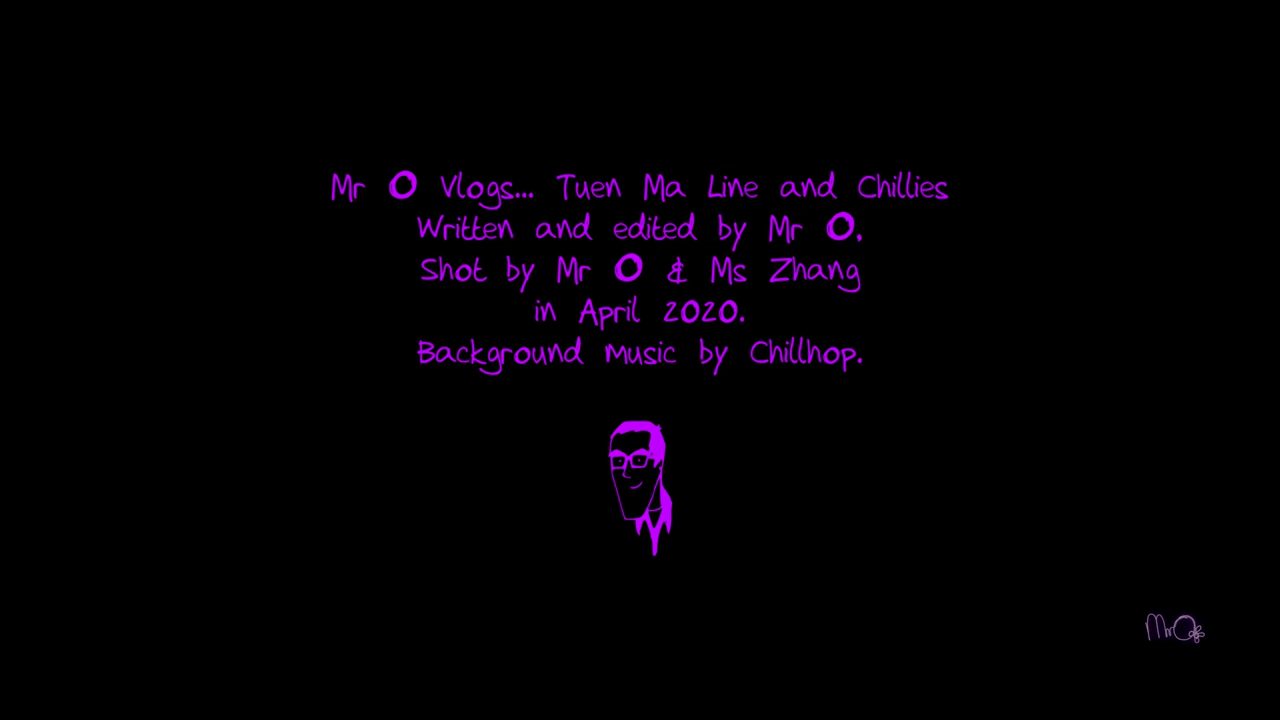 Mr O Vlogs... Tuen Ma Line and Chillies
Written and edited by Mr O,
Shot by Mr O & Ms Zhang
in April 2020.
Background Music by Chillhop.
MrO